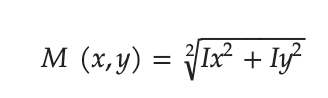 M (x,y) = ²√(Ix² + Iy²)